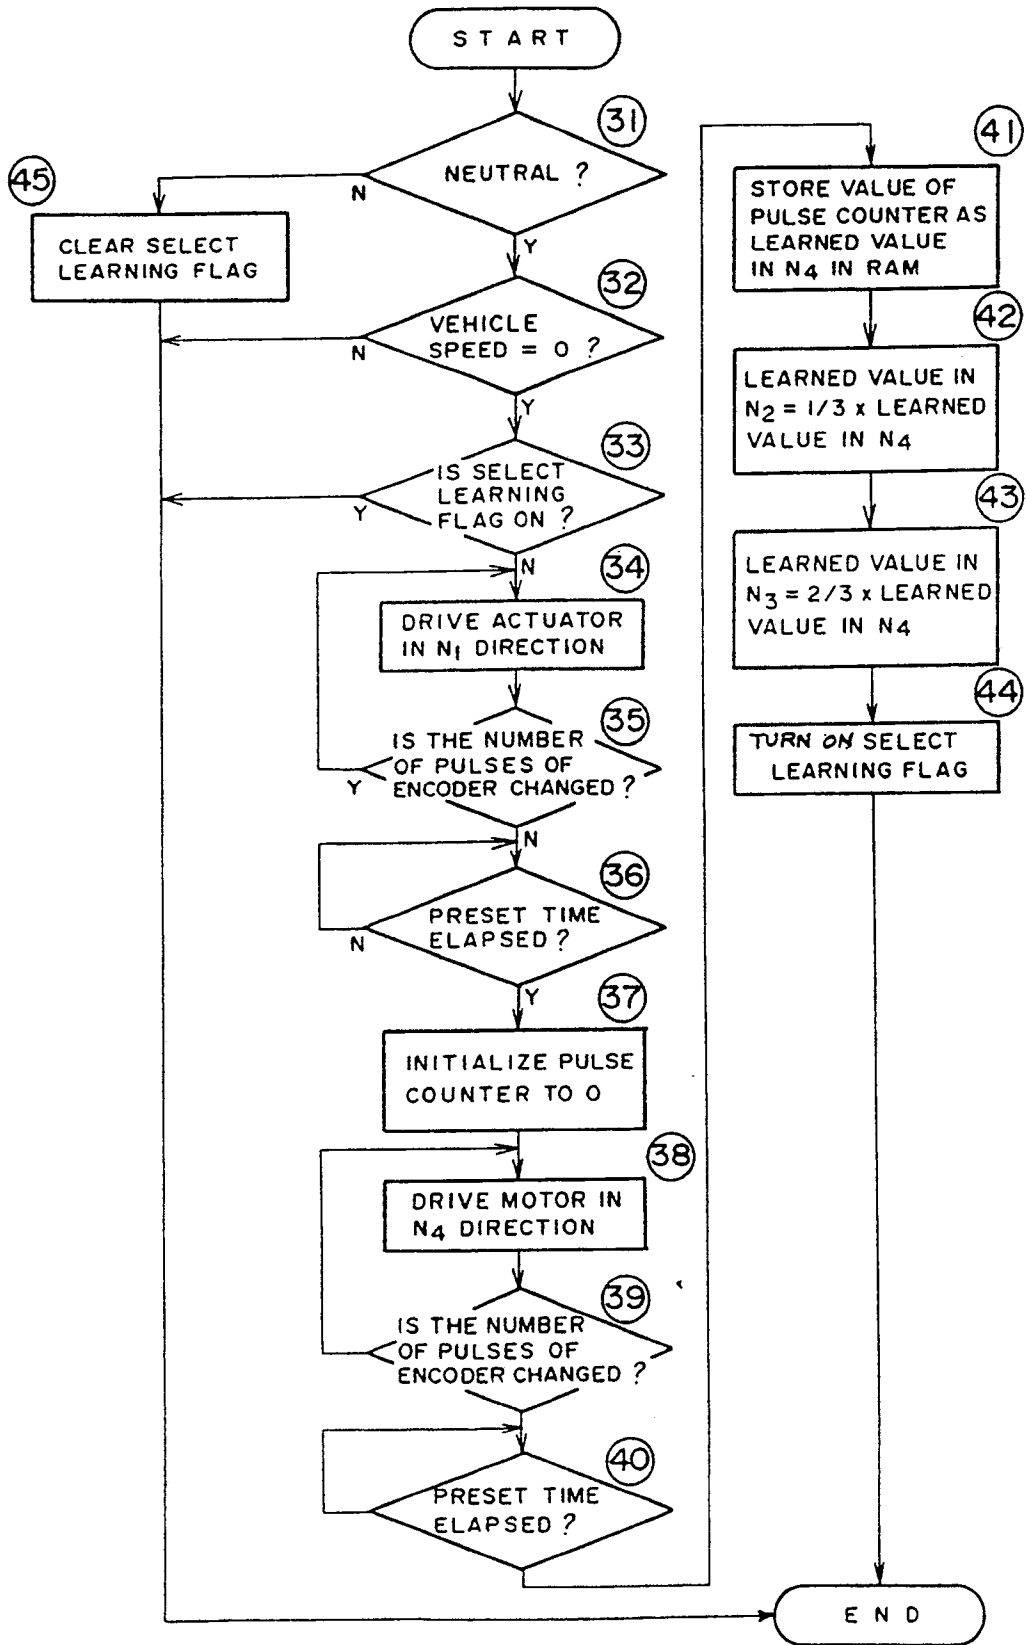 START
31
NEUTRAL ?
N
Y
45
CLEAR SELECT
LEARNING FLAG
32
VEHICLE
SPEED = 0 ?
N
Y
33
IS SELECT
LEARNING
FLAG ON ?
Y
N
34
DRIVE ACTUATOR
IN N1 DIRECTION
35
IS THE NUMBER
OF PULSES OF
ENCODER CHANGED ?
Y
N
36
PRESET TIME
ELAPSED ?
N
Y
37
INITIALIZE PULSE
COUNTER TO 0
38
DRIVE MOTOR IN
N4 DIRECTION
39
IS THE NUMBER
OF PULSES OF
ENCODER CHANGED ?
40
PRESET TIME
ELAPSED ?
41
STORE VALUE OF
PULSE COUNTER AS
LEARNED VALUE
IN N4 IN RAM
42
LEARNED VALUE IN
N2 = 1/3 x LEARNED
VALUE IN N4
43
LEARNED VALUE IN
N3 = 2/3 x LEARNED
VALUE IN N4
44
TURN ON SELECT
LEARNING FLAG
END